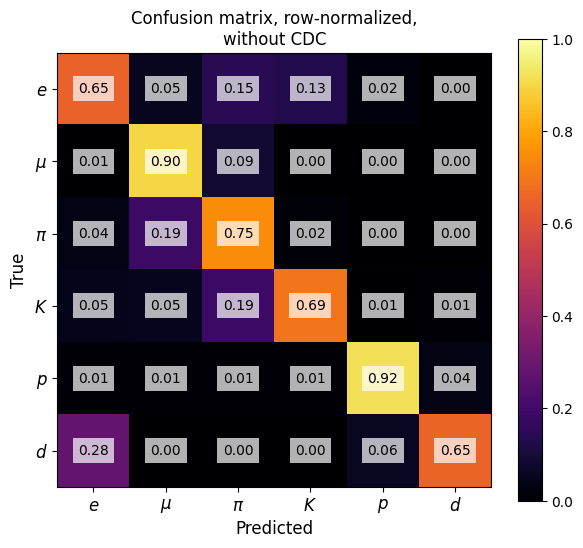 Confusion matrix, row-normalized,
without CDC
True
e 0.65 0.05 0.15 0.13 0.02 0.00
μ 0.01 0.90 0.09 0.00 0.00 0.00
π 0.04 0.19 0.75 0.02 0.00 0.00
K 0.05 0.05 0.19 0.69 0.01 0.01
p 0.01 0.01 0.01 0.01 0.92 0.04
d 0.28 0.00 0.00 0.00 0.06 0.65
e μ π K p d
Predicted
1.0
0.8
0.6
0.4
0.2
0.0